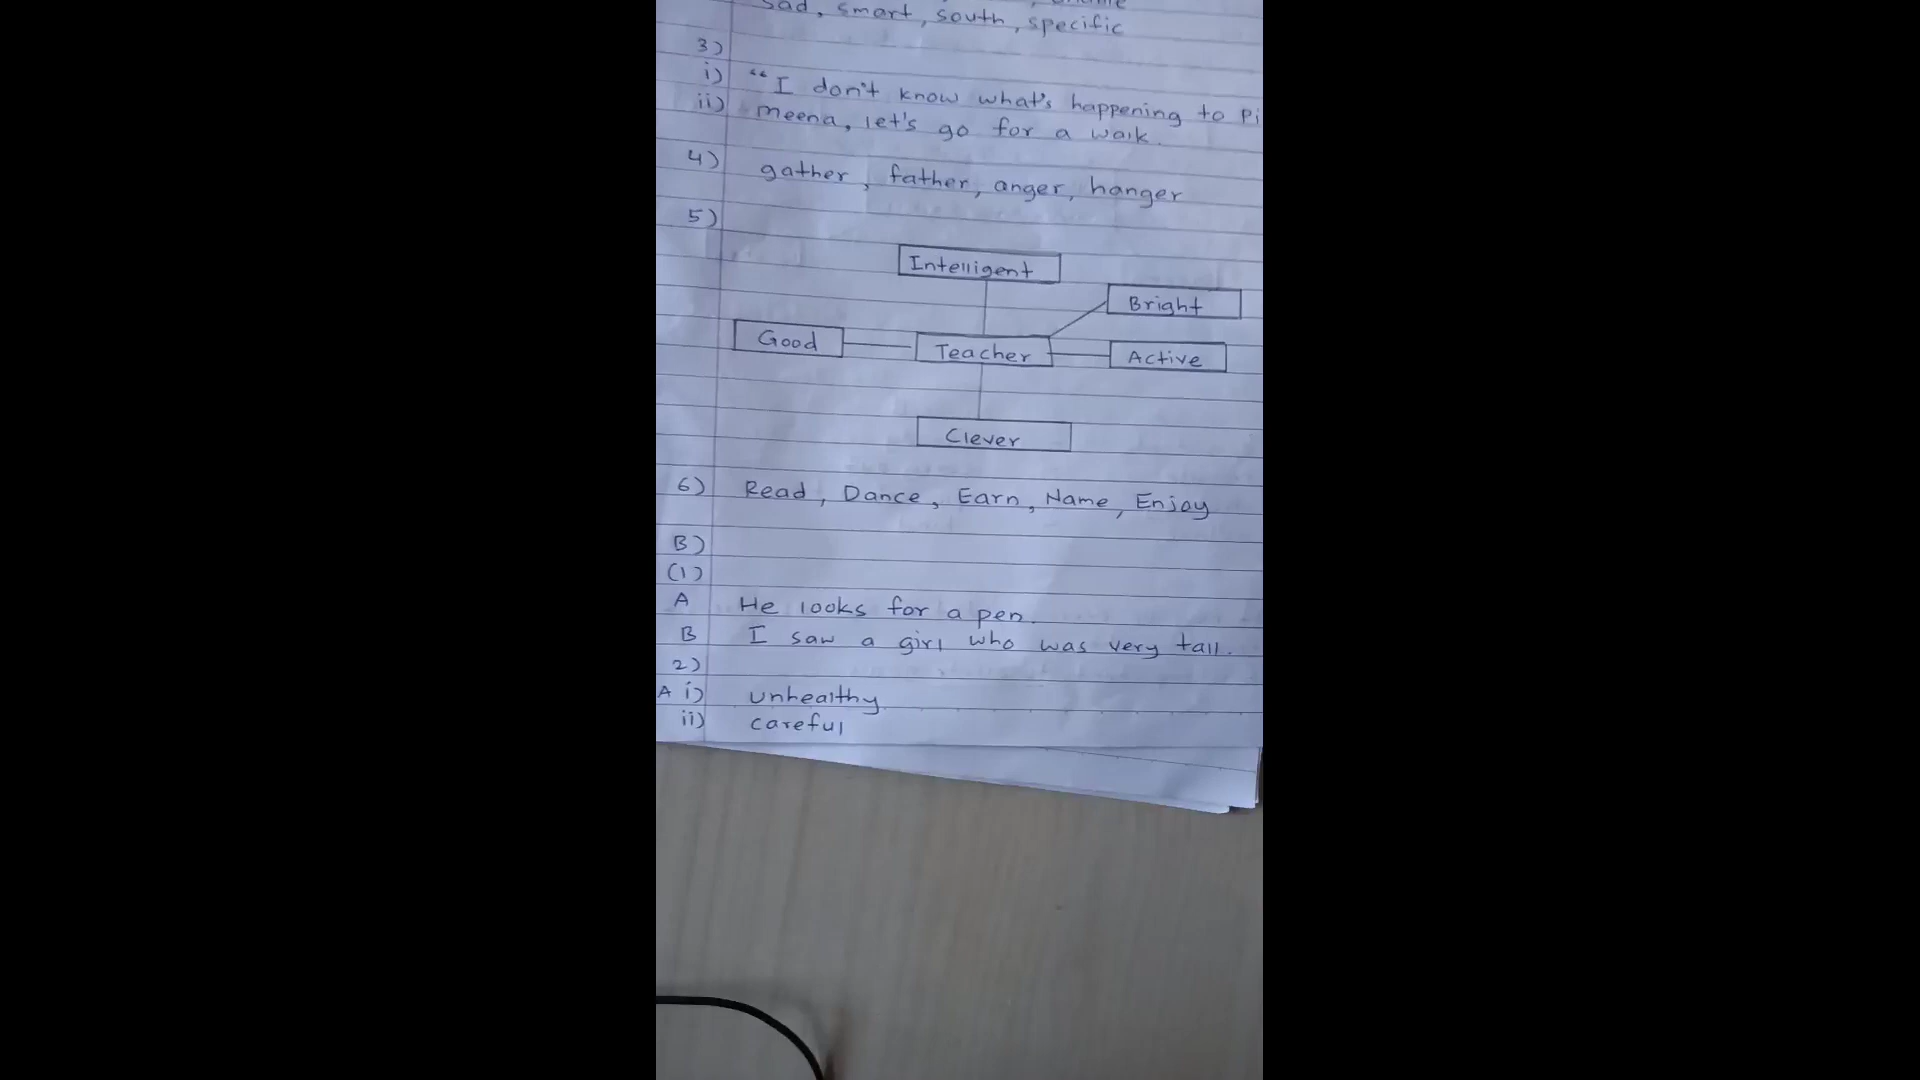 sad, smart, south, specific
3)
i) "I don't know what's happening to Pi
ii) meena, let's go for a walk.
4) gather, father, anger, hanger
5)
Intelligent
Bright
Good
Teacher
Active
Clever
6) Read, Dance, Earn, Name, Enjoy
B)
(1)
A He looks for a pen.
B I saw a girl who was very tall.
2)
A i) unhealthy
ii) careful